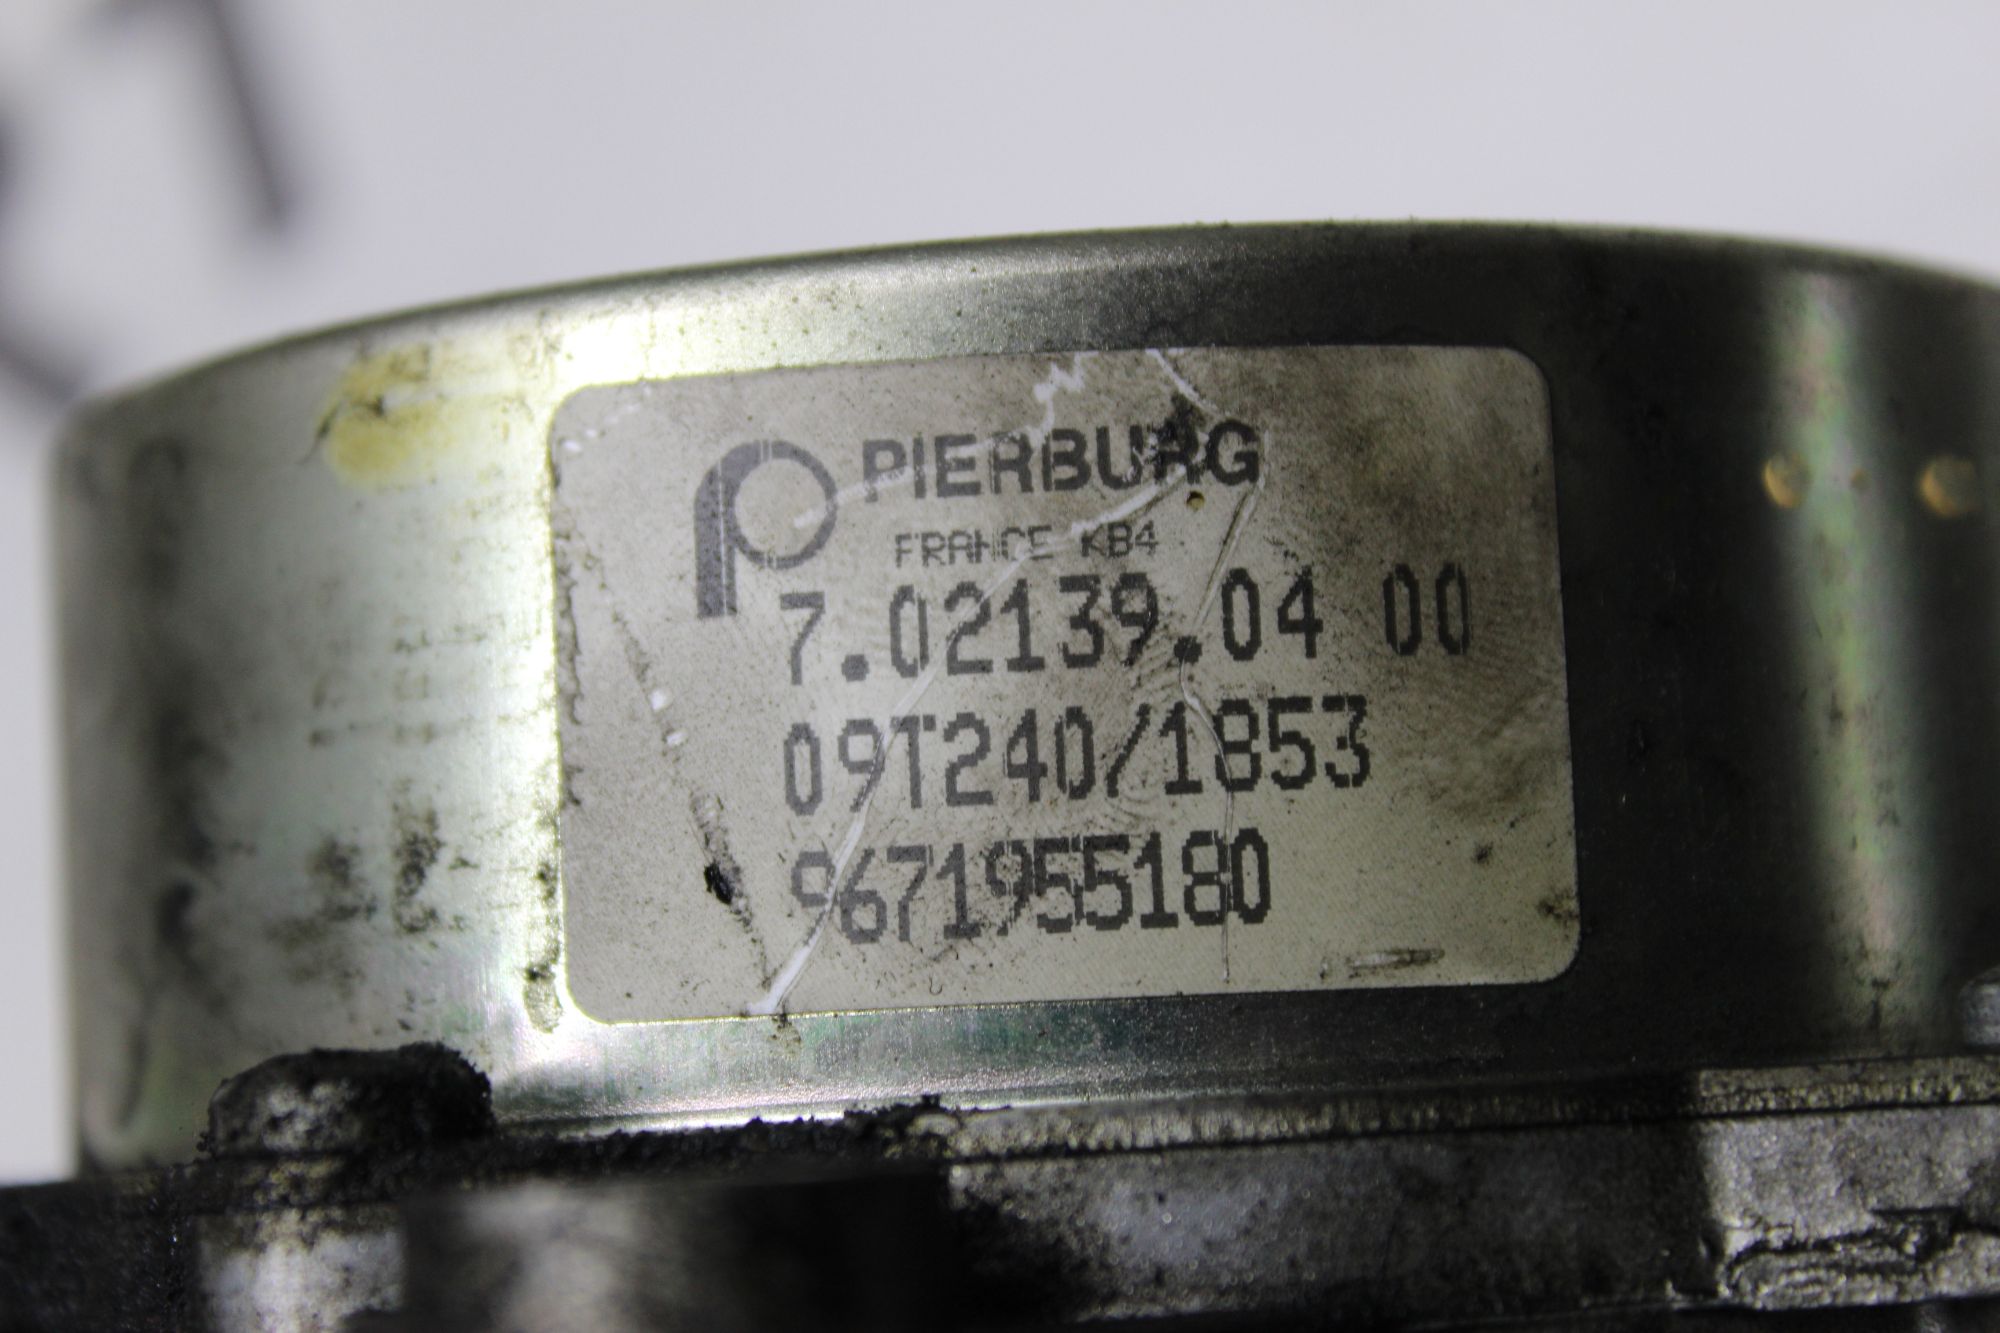 PIERBURG
FRANCE KB4
7.02139.04 00
09T240/1853
9671955180